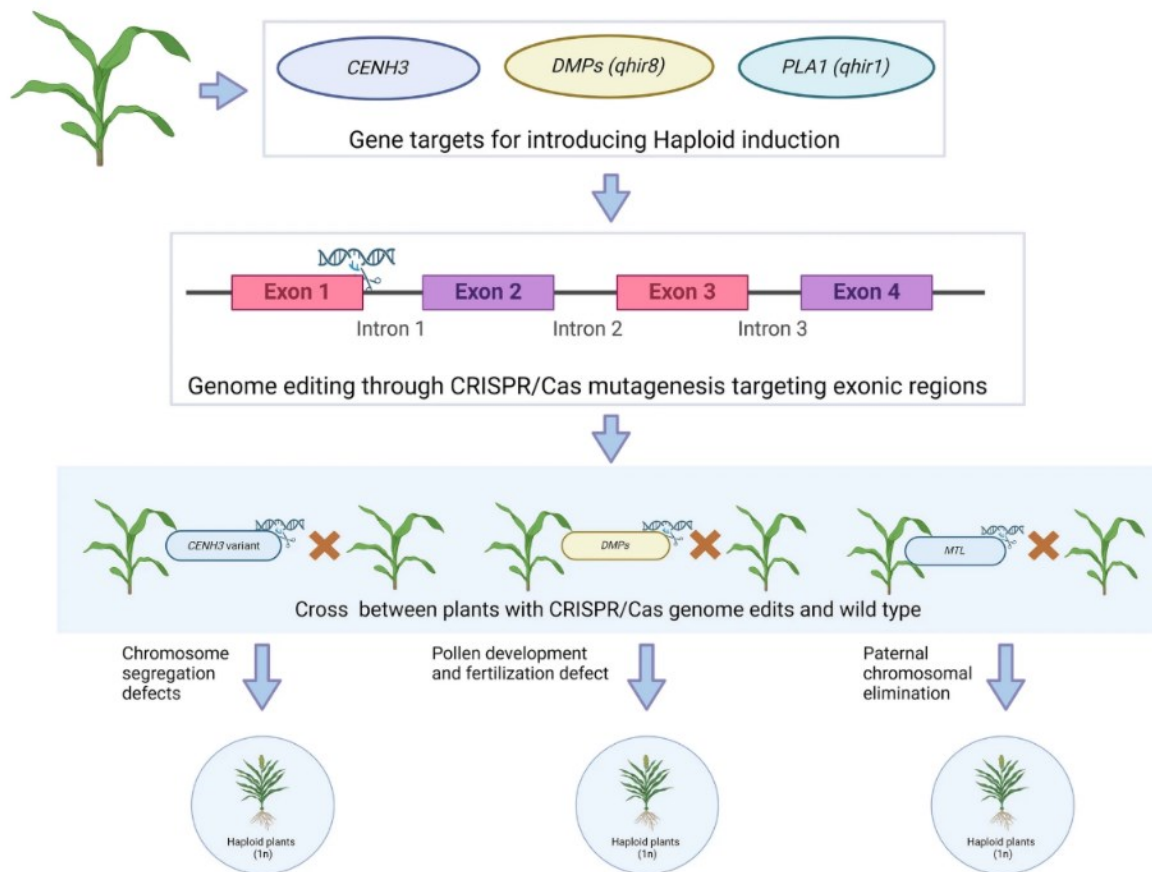 CENH3
DMPs (qhir8)
PLA1 (qhir1)
Gene targets for introducing Haploid induction
Exon 1
Exon 2
Exon 3
Exon 4
Intron 1
Intron 2
Intron 3
Genome editing through CRISPR/Cas mutagenesis targeting exonic regions
CENH3 variant
DMPs
MTL
Cross between plants with CRISPR/Cas genome edits and wild type
Chromosome
segregation
defects
Pollen development
and fertilization defect
Paternal
chromosomal
elimination
Haploid plants
(1n)
Haploid plants
(1n)
Haploid plants
(1n)